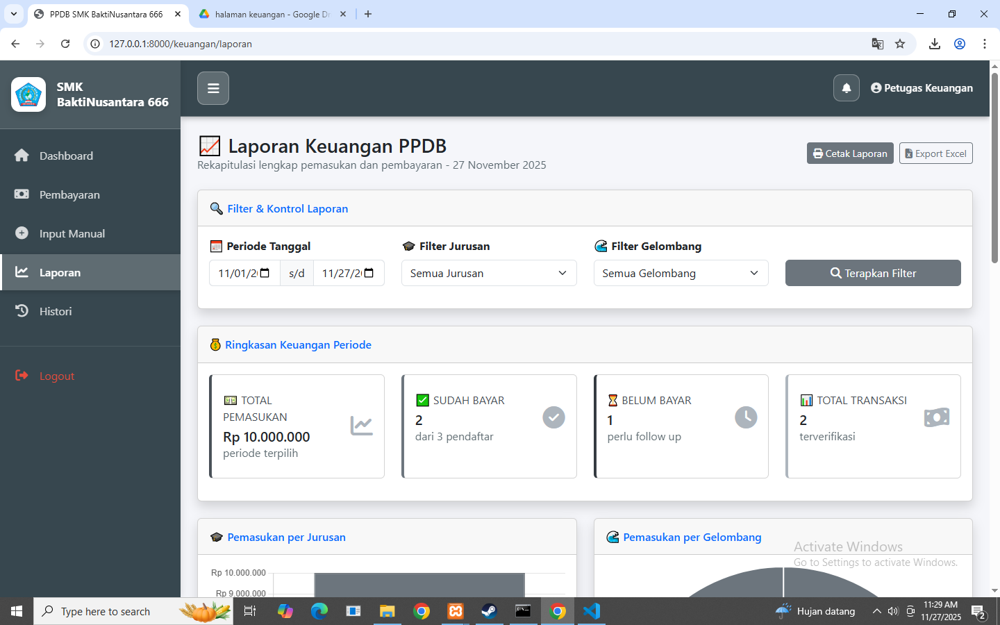 PPDB SMK BaktiNusantara 666
halaman keuangan - Google Dr
127.0.0.1:8000/keuangan/laporan
SMK
BaktiNusantara 666
Petugas Keuangan
Dashboard
Pembayaran
Input Manual
Laporan
Histori
Logout
Laporan Keuangan PPDB
Rekapitulasi lengkap pemasukan dan pembayaran - 27 November 2025
Cetak Laporan
Export Excel
Filter & Kontrol Laporan
Periode Tanggal
Filter Jurusan
Filter Gelombang
11/01/2
s/d
11/27/2
Semua Jurusan
Semua Gelombang
Terapkan Filter
Ringkasan Keuangan Periode
TOTAL
PEMASUKAN
Rp 10.000.000
periode terpilih
SUDAH BAYAR
2
dari 3 pendaftar
BELUM BAYAR
1
perlu follow up
TOTAL TRANSAKSI
2
terverifikasi
Pemasukan per Jurusan
Rp 10.000.000
Rp 9.000.000
Pemasukan per Gelombang
Activate Windows
Go to Settings to activate Windows.
Type here to search
Hujan datang
11:29 AM
11/27/2025
2